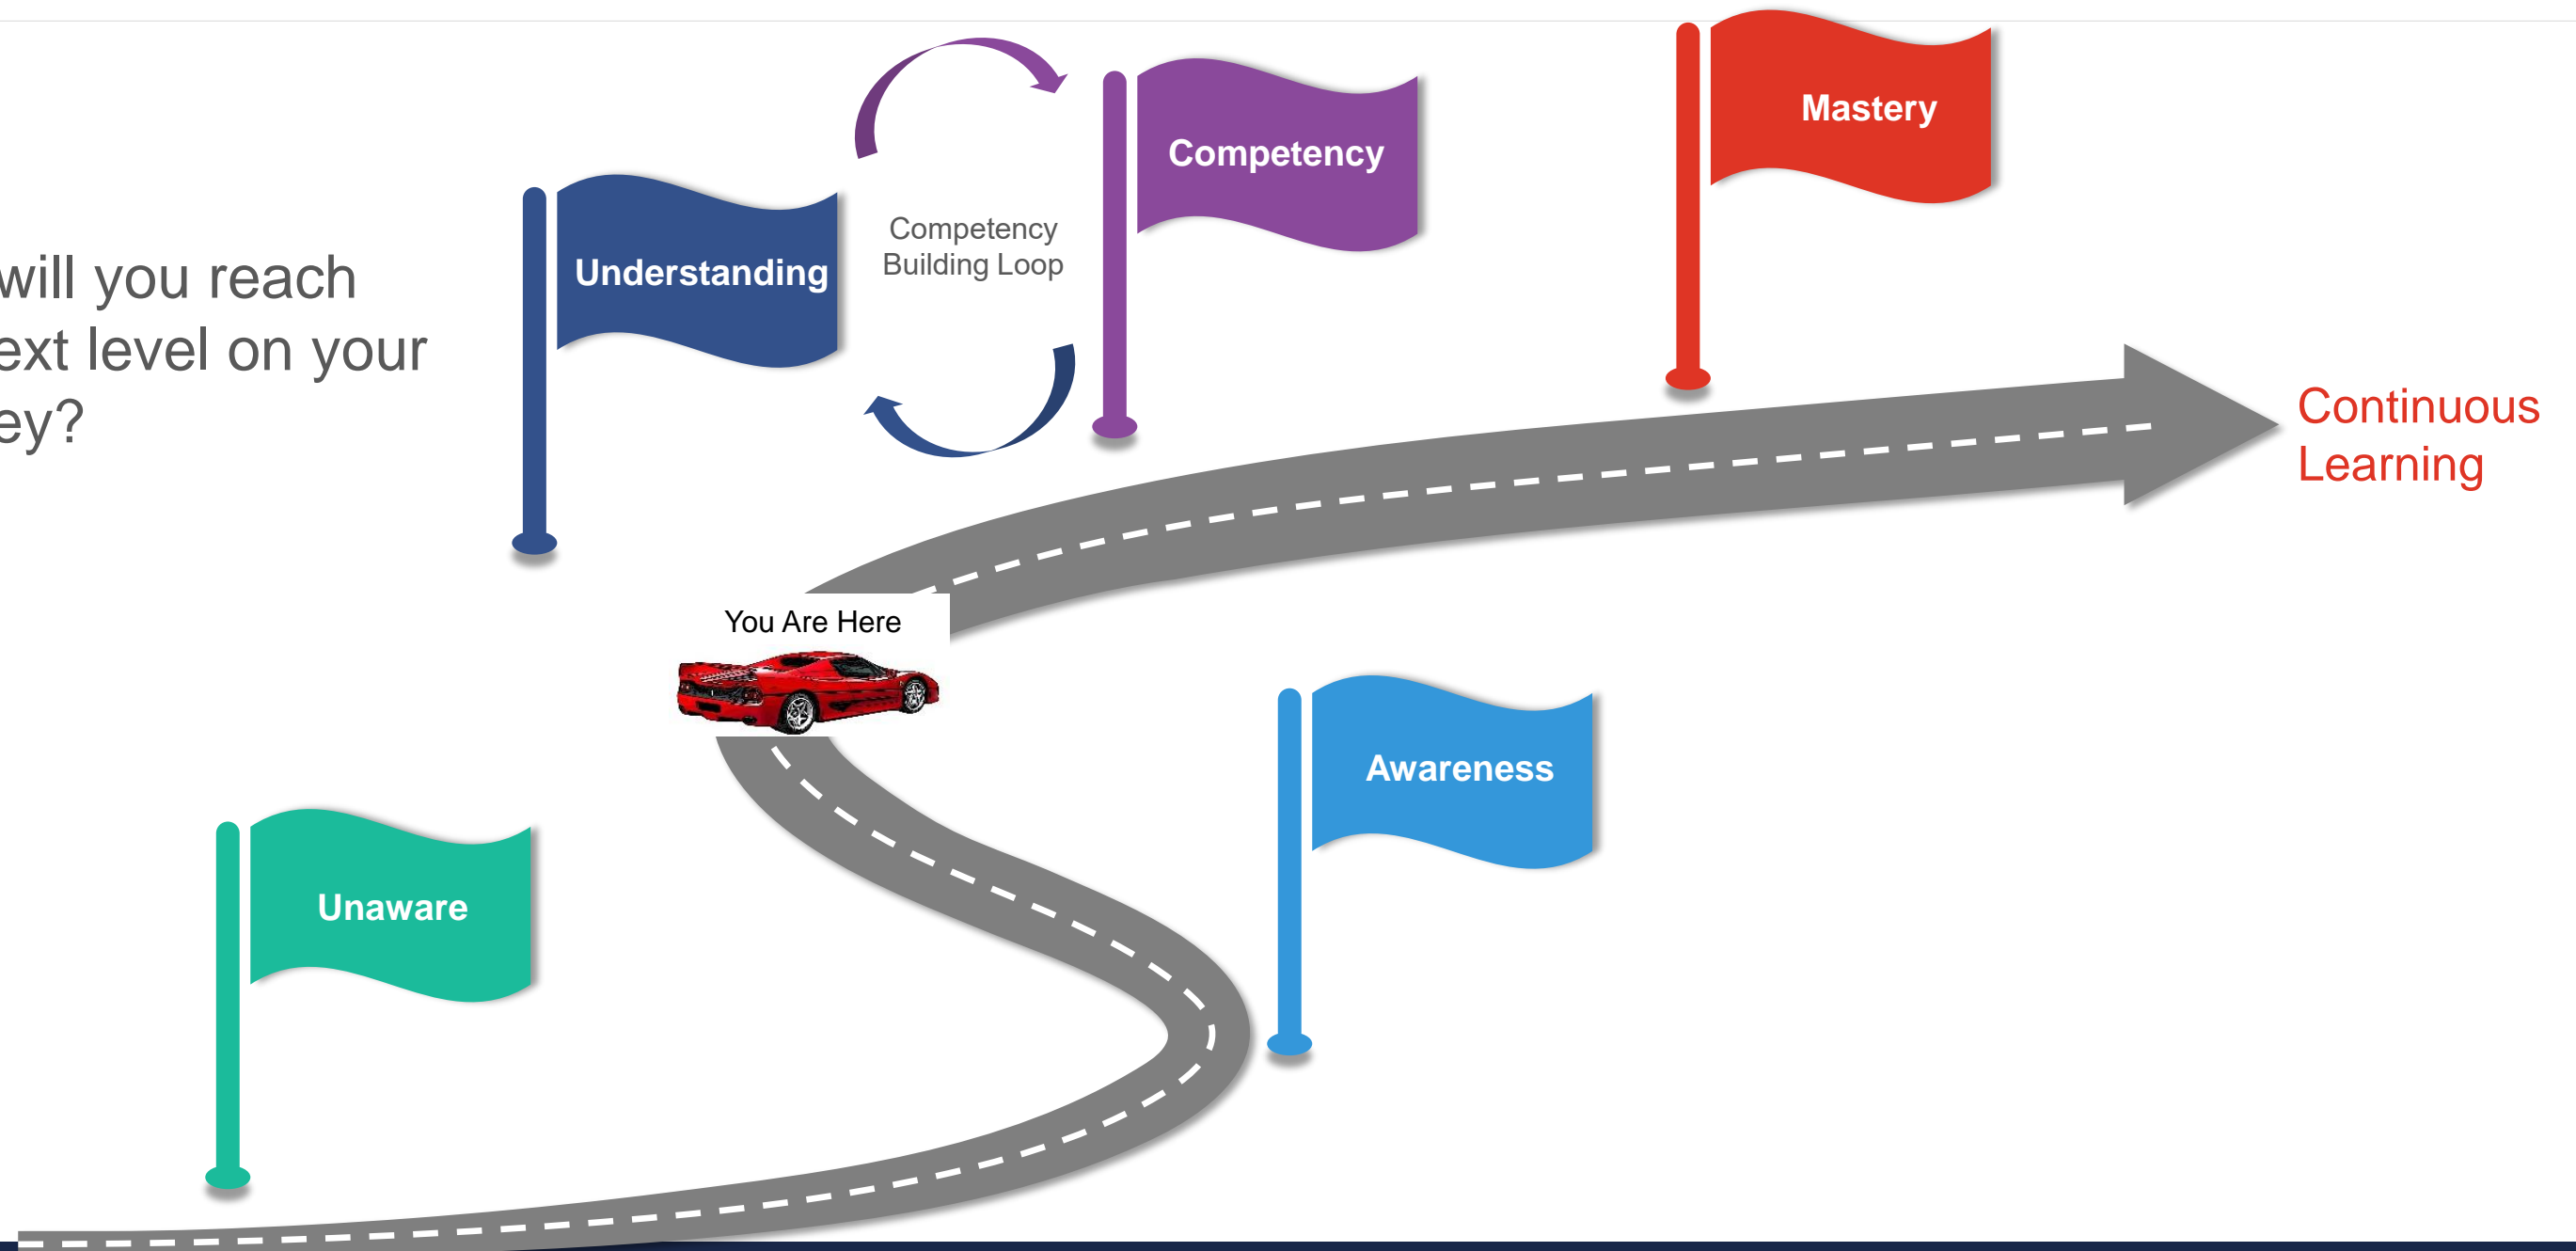 will you reach
ext level on your
ey?
Understanding
Competency
Building Loop
Competency
Mastery
Continuous
Learning
You Are Here
Awareness
Unaware